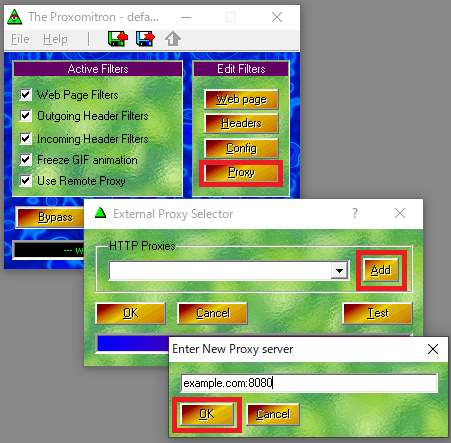 The Proxomitron - defa...
File Help
Active Filters
Web Page Filters
Outgoing Header Filters
Incoming Header Filters
Freeze GIF animation
Use Remote Proxy
Edit Filters
Web page
Headers
Config
Proxy
Bypass
--- w
External Proxy Selector ?
HTTP Proxies
Add
OK Cancel Test
Enter New Proxy server
example.com:8080
OK Cancel